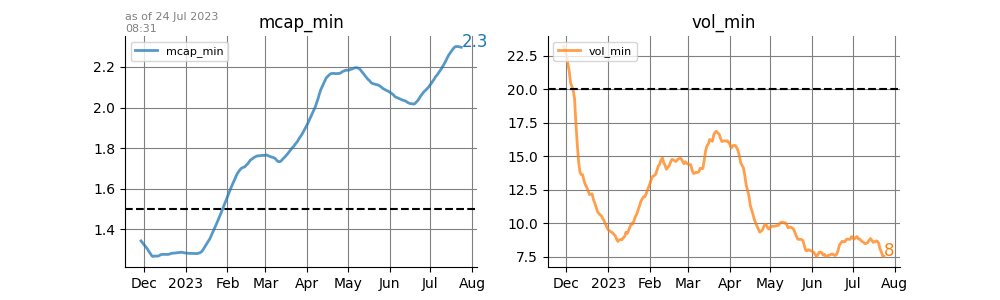 as of 24 Jul 2023
08:31
mcap_min
mcap_min
2.3
2.2
2.0
1.8
1.6
1.4
Dec 2023 Feb Mar Apr May Jun Jul Aug
vol_min
vol_min
22.5
20.0
17.5
15.0
12.5
10.0
7.5
8
Dec 2023 Feb Mar Apr May Jun Jul Aug